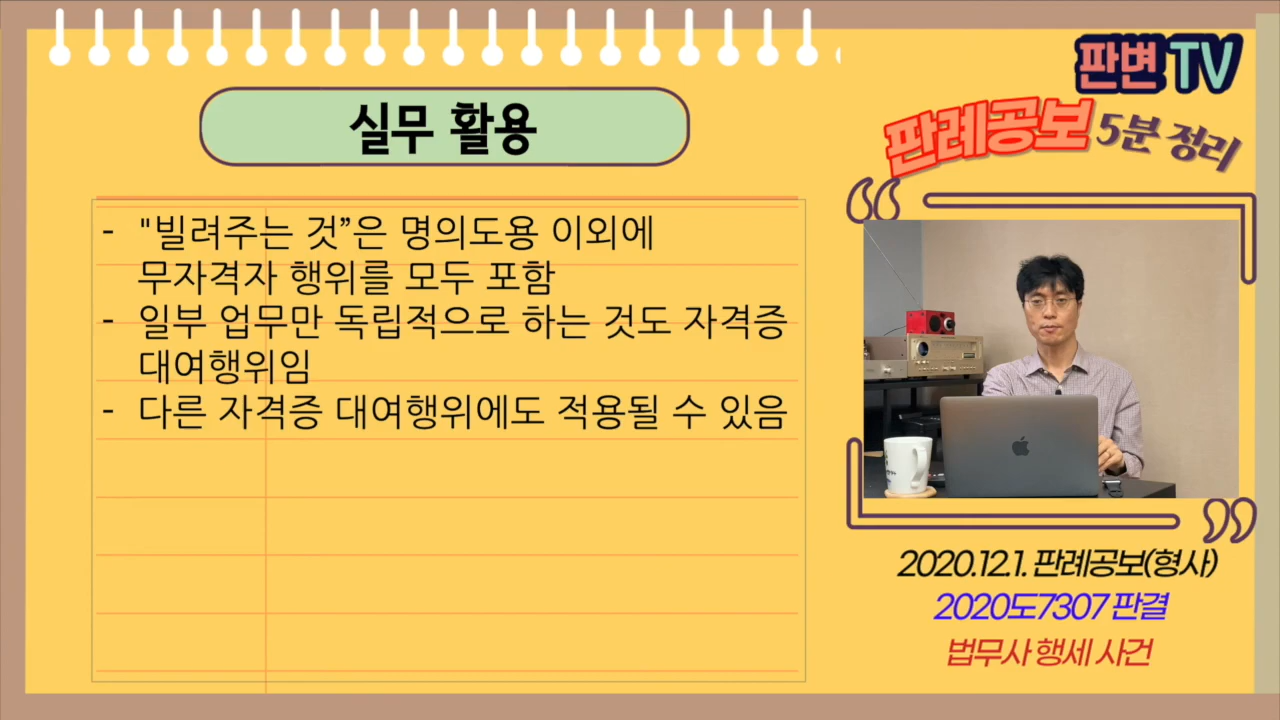 판변 TV
판례공보 5분 정리
실무 활용
- "빌려주는 것”은 명의도용 이외에
무자격자 행위를 모두 포함
- 일부 업무만 독립적으로 하는 것도 자격증
대여행위임
- 다른 자격증 대여행위에도 적용될 수 있음
2020.12.1. 판례공보(형사)
2020도7307 판결
법무사 행세 사건